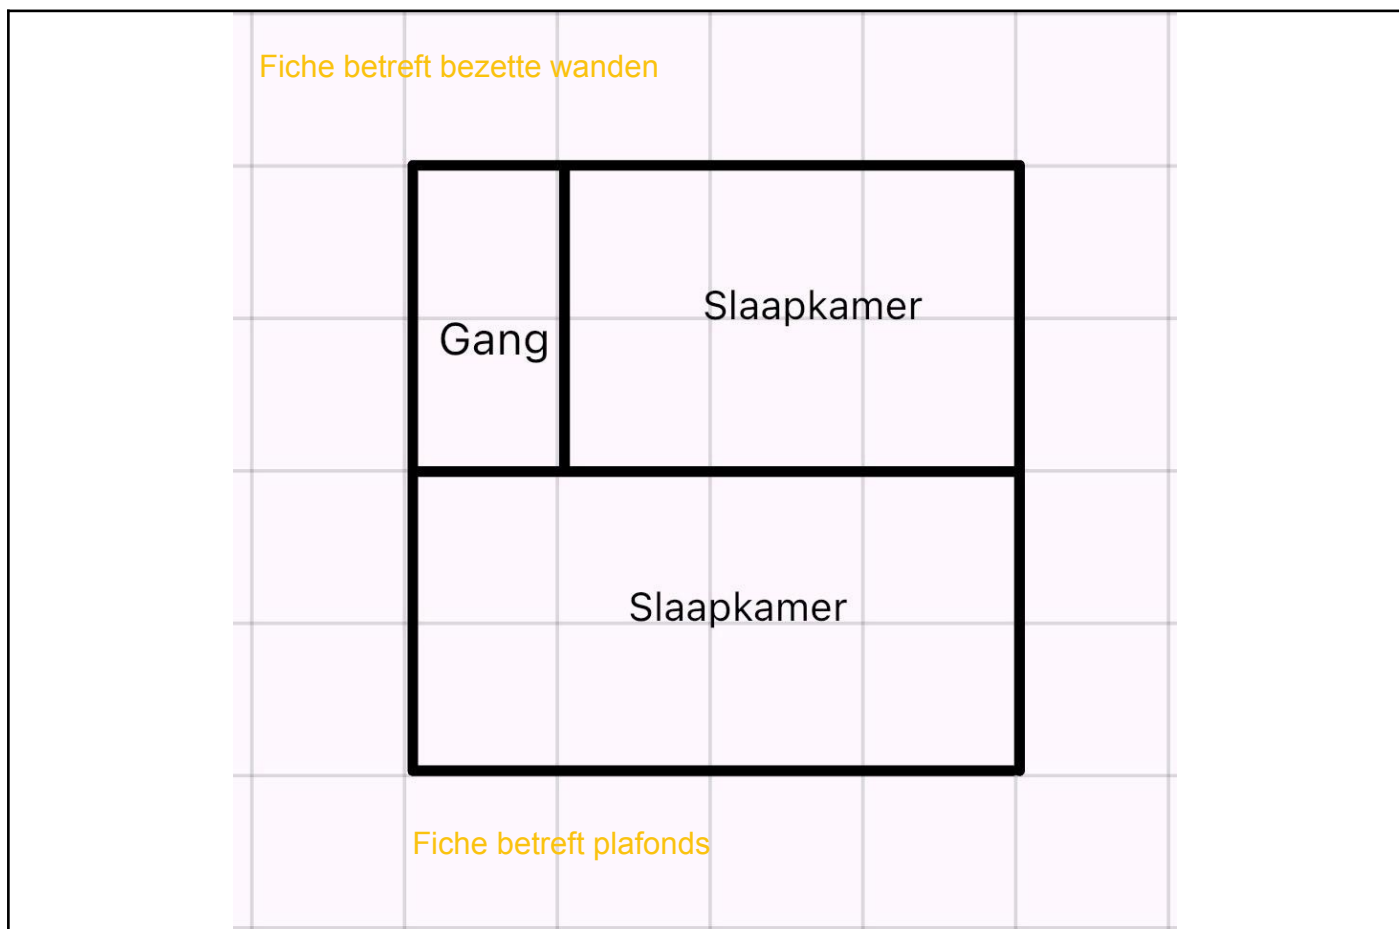 Fiche betreft bezette wanden
Slaapkamer
Gang
Slaapkamer
Fiche betreft plafonds